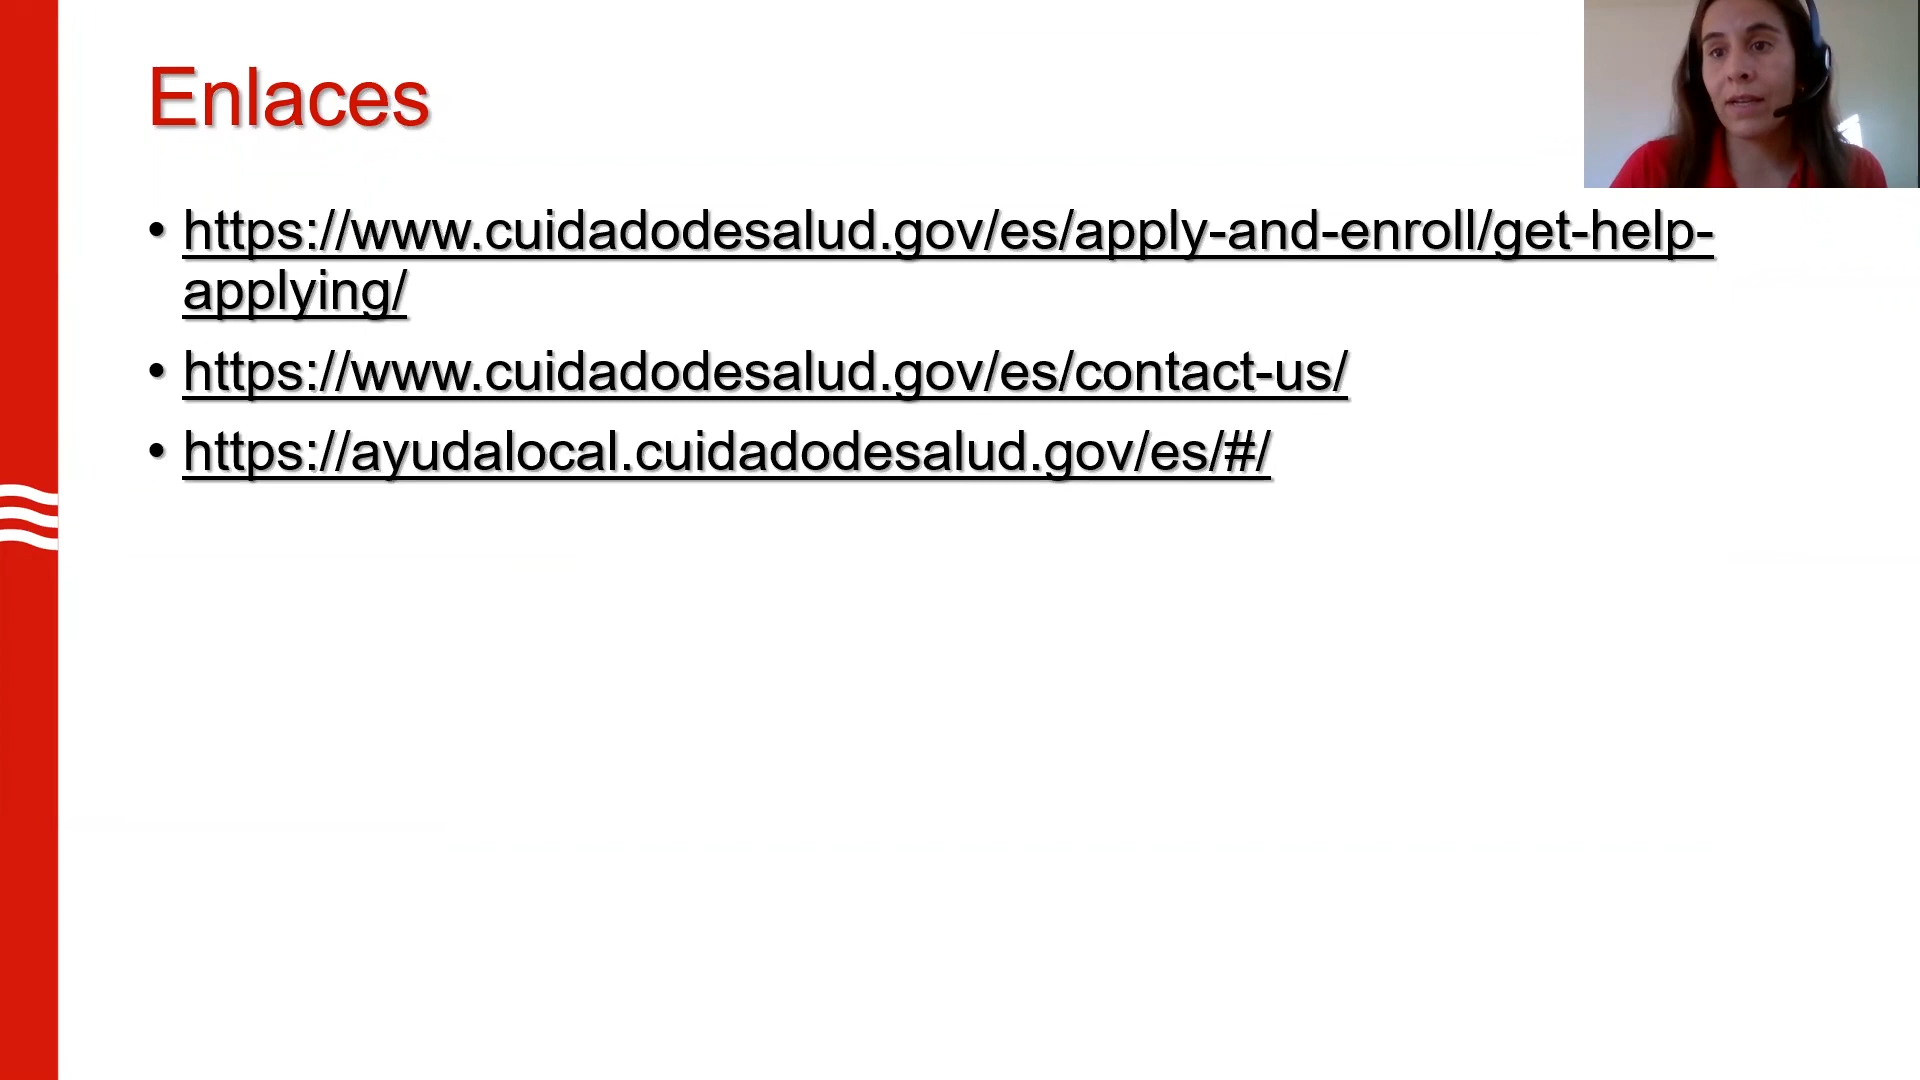 Enlaces
• https://www.cuidadodesalud.gov/es/apply-and-enroll/get-help-
applying/
• https://www.cuidadodesalud.gov/es/contact-us/
• https://ayudalocal.cuidadodesalud.gov/es/#/